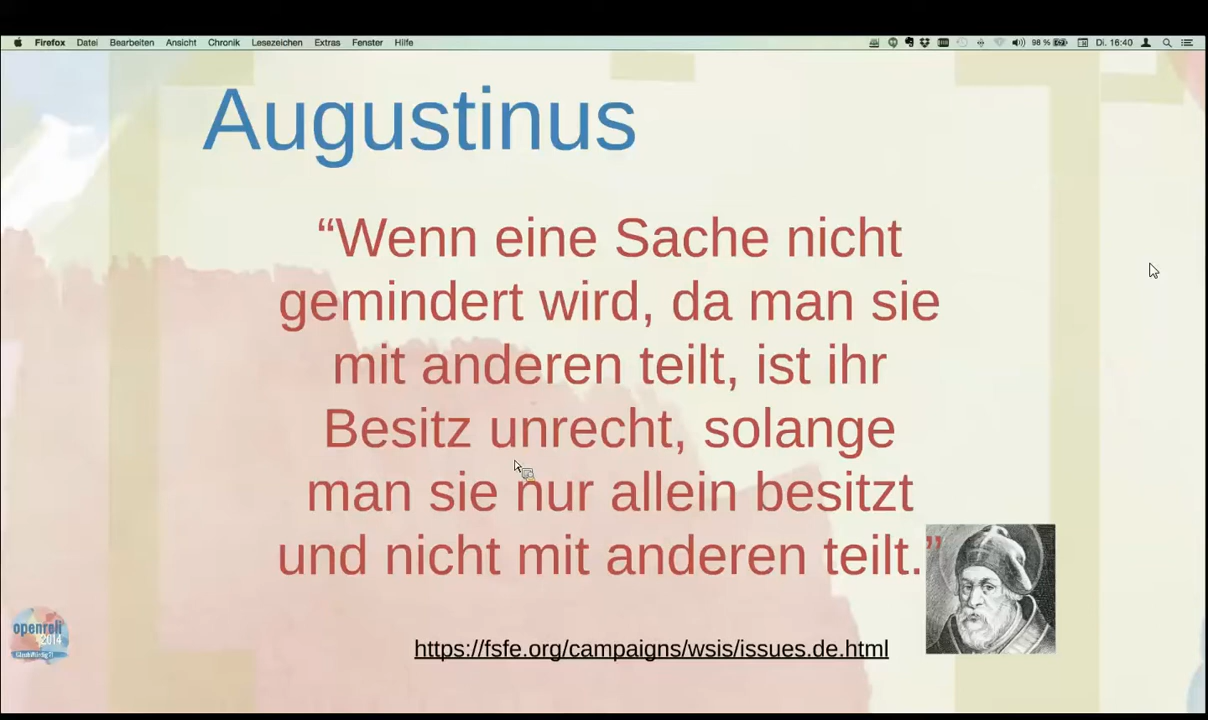 Firefox Datei Bearbeiten Ansicht Chronik Lesezeichen Extras Fenster Hilfe 98 % Di. 16:40
Augustinus
“Wenn eine Sache nicht
gemindert wird, da man sie
mit anderen teilt, ist ihr
Besitz unrecht, solange
man sie nur allein besitzt
und nicht mit anderen teilt.”
openreli
2014
https://fsfe.org/campaigns/wsis/issues.de.html